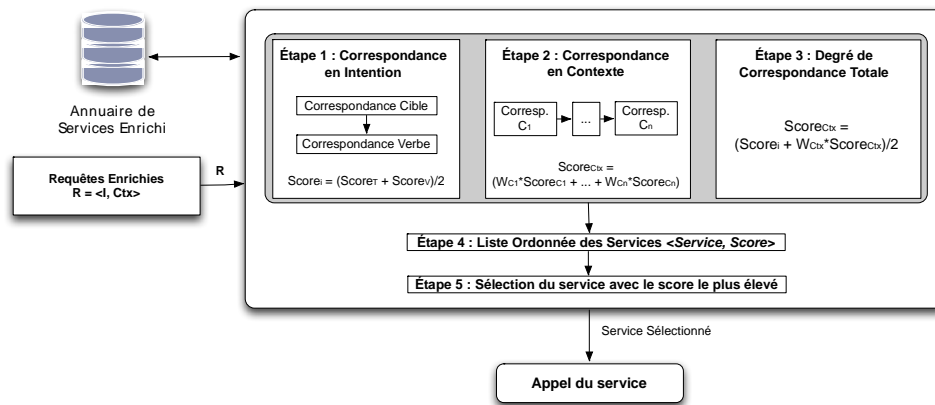 Annuaire de
Services Enrichi
Requêtes Enrichies
R = <I, Ctx>
R
Étape 1 : Correspondance
en Intention
Correspondance Cible
Correspondance Verbe
Scorei = (ScoreT + ScoreV)/2
Étape 2 : Correspondance
en Contexte
Corresp.
C1
...
Corresp.
Cn
ScoreCtx =
(WC1*ScoreC1 + ... + WCn*ScoreCn)
Étape 3 : Degré de
Correspondance Totale
ScoreCtx =
(Scorei + WCtx*ScoreCtx)/2
Étape 4 : Liste Ordonnée des Services <Service, Score>
Étape 5 : Sélection du service avec le score le plus élevé
Service Sélectionné
Appel du service